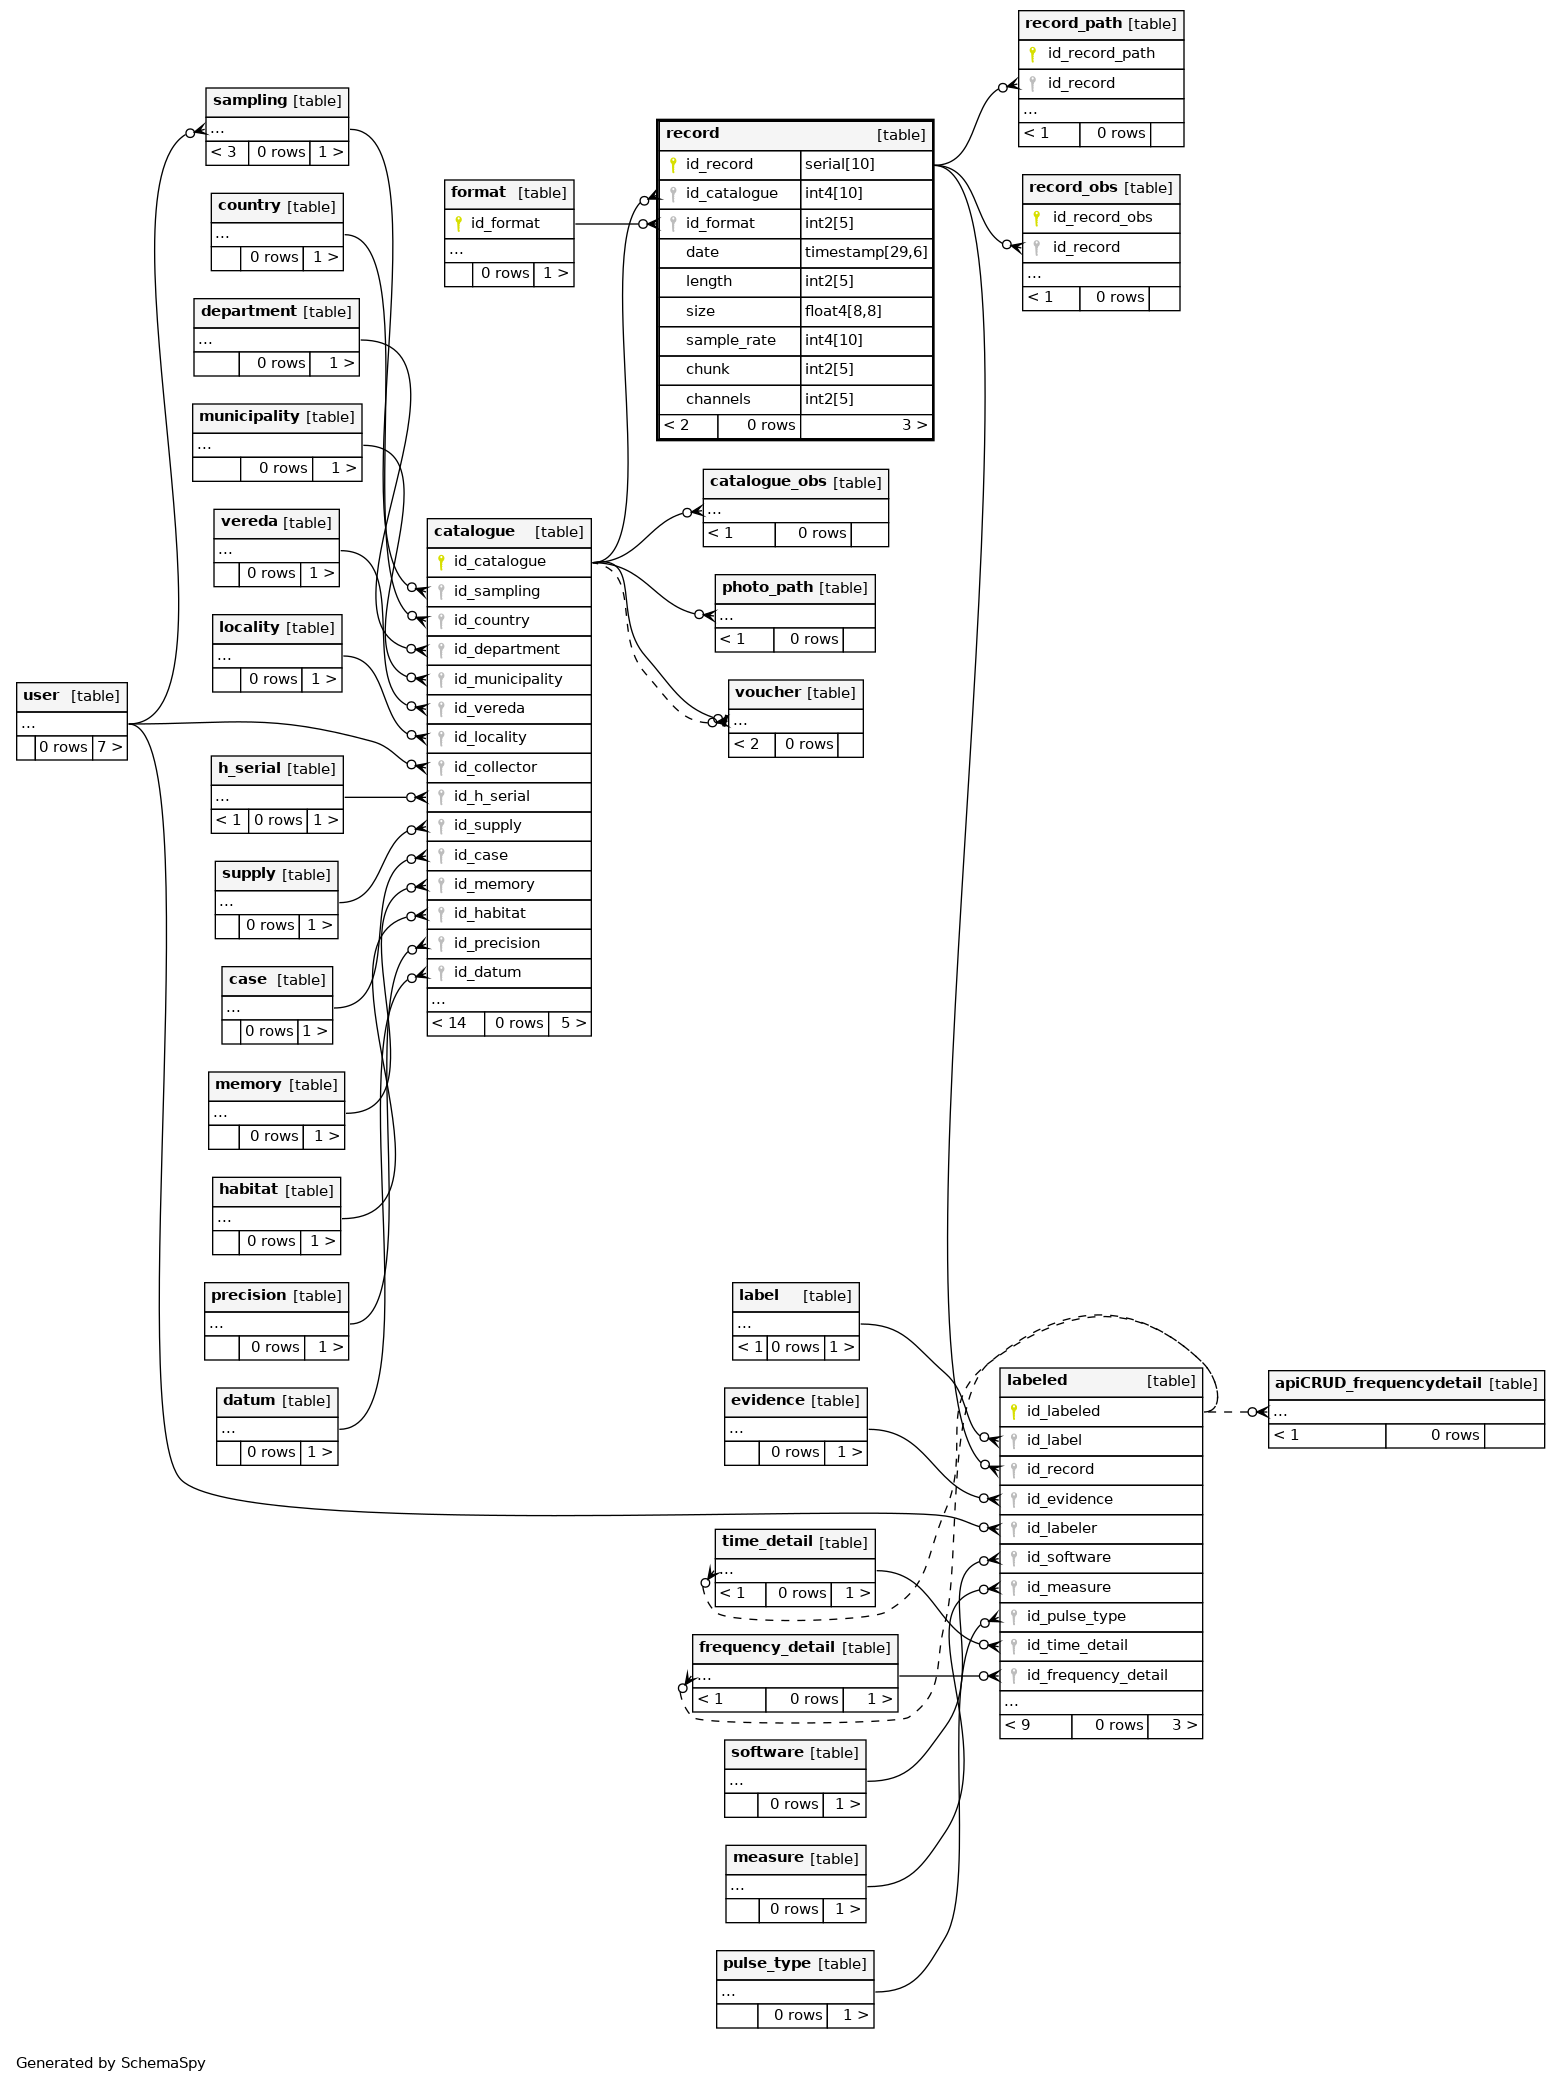 record_path [table]
id_record_path
id_record
...
< 1 0 rows
sampling [table]
...
< 3 0 rows 1 >
record [table]
id_record serial[10]
id_catalogue int4[10]
id_format int2[5]
date timestamp[29,6]
length int2[5]
size float4[8,8]
sample_rate int4[10]
chunk int2[5]
channels int2[5]
< 2 0 rows 3 >
record_obs [table]
id_record_obs
id_record
...
< 1 0 rows
format [table]
id_format
...
0 rows 1 >
country [table]
...
0 rows 1 >
department [table]
...
0 rows 1 >
municipality [table]
...
0 rows 1 >
vereda [table]
...
0 rows 1 >
locality [table]
...
0 rows 1 >
user [table]
...
0 rows 7 >
h_serial [table]
...
< 1 0 rows 1 >
supply [table]
...
0 rows 1 >
case [table]
...
0 rows 1 >
memory [table]
...
0 rows 1 >
habitat [table]
...
0 rows 1 >
precision [table]
...
0 rows 1 >
datum [table]
...
0 rows 1 >
catalogue [table]
id_catalogue
id_sampling
id_country
id_department
id_municipality
id_vereda
id_locality
id_collector
id_h_serial
id_supply
id_case
id_memory
id_habitat
id_precision
id_datum
...
< 14 0 rows 5 >
catalogue_obs [table]
...
< 1 0 rows
photo_path [table]
...
< 1 0 rows
voucher [table]
...
< 2 0 rows
label [table]
...
< 1 0 rows 1 >
evidence [table]
...
0 rows 1 >
time_detail [table]
...
< 1 0 rows 1 >
frequency_detail [table]
...
< 1 0 rows 1 >
software [table]
...
0 rows 1 >
measure [table]
...
0 rows 1 >
pulse_type [table]
...
0 rows 1 >
labeled [table]
id_labeled
id_label
id_record
id_evidence
id_labeler
id_software
id_measure
id_pulse_type
id_time_detail
id_frequency_detail
...
< 9 0 rows 3 >
apiCRUD_frequencydetail [table]
...
< 1 0 rows
Generated by SchemaSpy